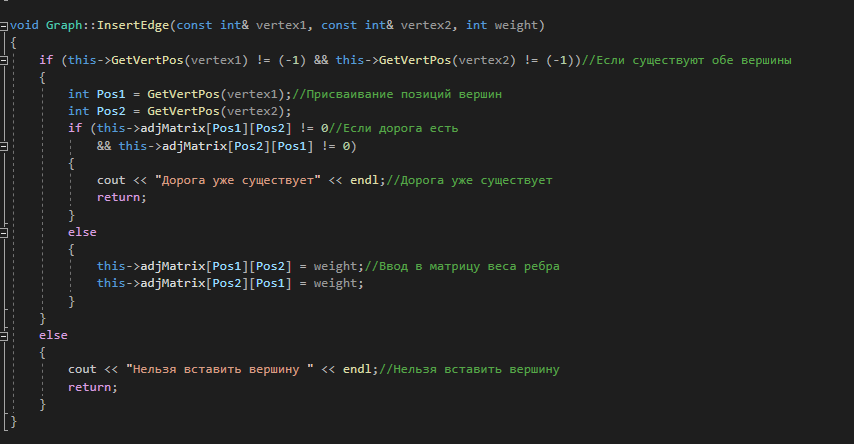 void Graph::InsertEdge(const int& vertex1, const int& vertex2, int weight)
{
    if (this->GetVertPos(vertex1) != (-1) && this->GetVertPos(vertex2) != (-1))//Если существуют обе вершины
    {
        int Pos1 = GetVertPos(vertex1);//Присваивание позиций вершин
        int Pos2 = GetVertPos(vertex2);
        if (this->adjMatrix[Pos1][Pos2] != 0//Если дорога есть
            && this->adjMatrix[Pos2][Pos1] != 0)
        {
            cout << "Дорога уже существует" << endl;//Дорога уже существует
            return;
        }
        else
        {
            this->adjMatrix[Pos1][Pos2] = weight;//Ввод в матрицу веса ребра
            this->adjMatrix[Pos2][Pos1] = weight;
        }
    }
    else
    {
        cout << "Нельзя вставить вершину " << endl;//Нельзя вставить вершину
        return;
    }
}